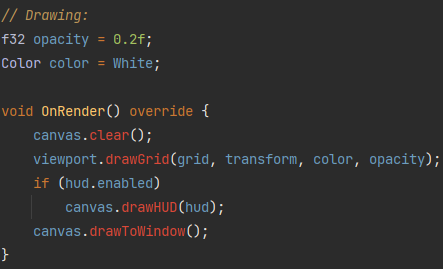 // Drawing:
f32 opacity = 0.2f;
Color color = White;
void OnRender() override {
canvas.clear();
viewport.drawGrid(grid, transform, color, opacity);
if (hud.enabled)
canvas.drawHUD(hud);
canvas.drawToWindow();
}